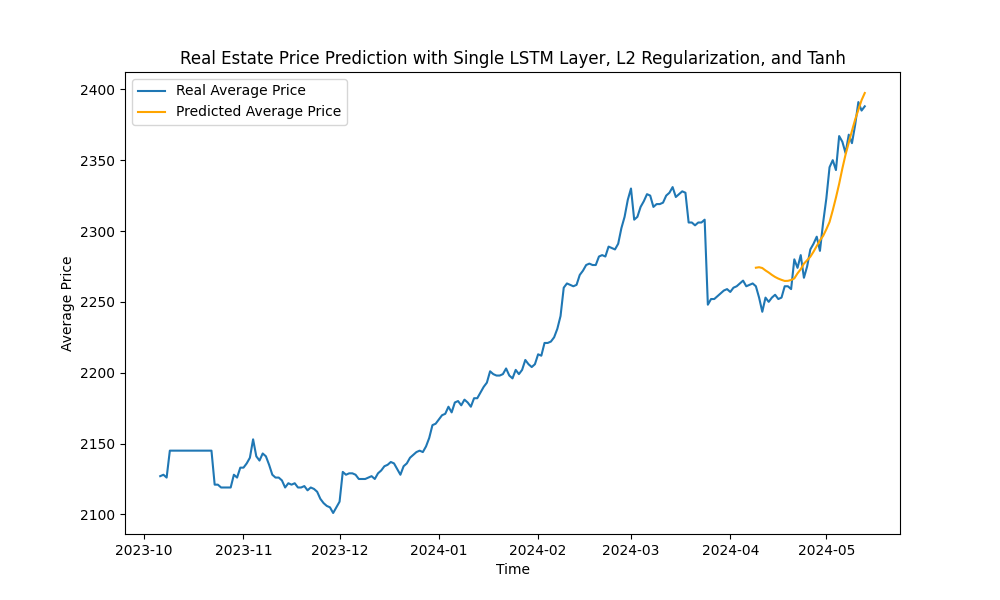 Real Estate Price Prediction with Single LSTM Layer, L2 Regularization, and Tanh
Real Average Price
Predicted Average Price
Average Price
2400
2350
2300
2250
2200
2150
2100
2023-10 2023-11 2023-12 2024-01 2024-02 2024-03 2024-04 2024-05
Time